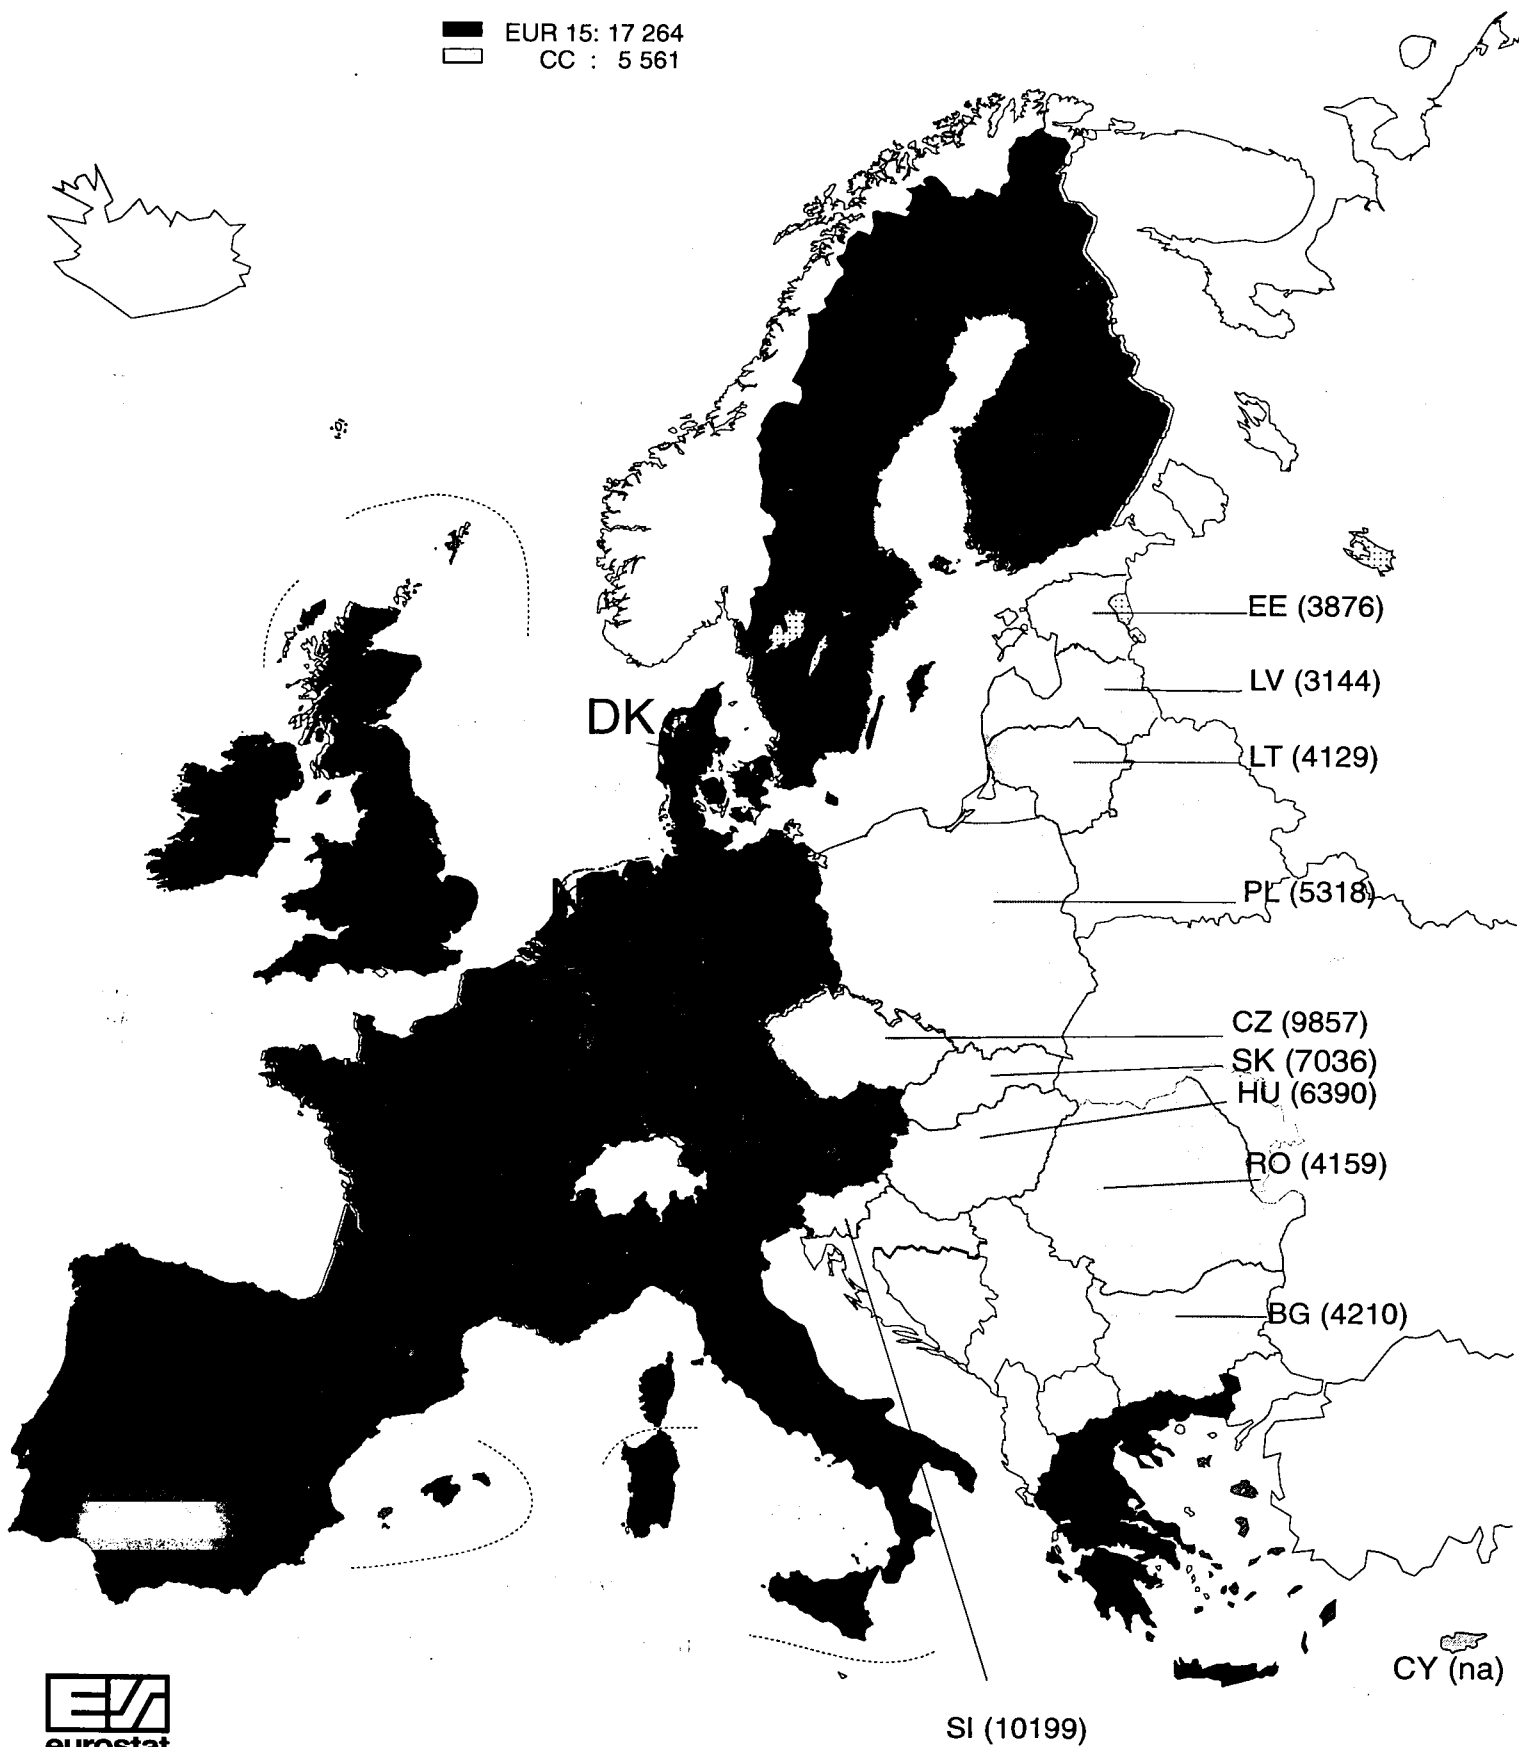 EUR 15: 17 264
CC : 5 561
EE (3876)
LV (3144)
DK
LT (4129)
PL (5318)
N
CZ (9857)
SK (7036)
HU (6390)
RO (4159)
BG (4210)
CY (na)
SI (10199)
eurostat